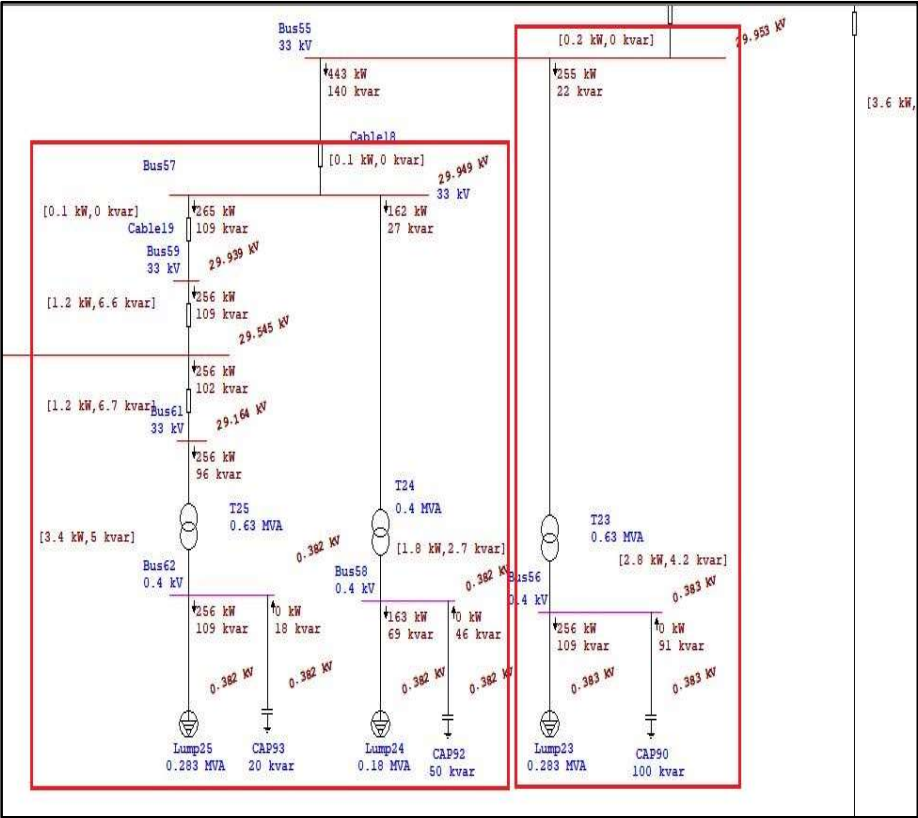 Bus55
33 kV
[0.2 kW,0 kvar]
29.953 kV
443 kW
140 kvar
255 kW
22 kvar
[3.6 kW,
Cable18
[0.1 kW,0 kvar]
Bus57
29.949 kV
33 kV
[0.1 kW,0 kvar]
265 kW
109 kvar
Cable19
162 kW
27 kvar
Bus59
33 kV
29.939 kV
[1.2 kW,6.6 kvar]
256 kW
109 kvar
29.545 kV
256 kW
102 kvar
[1.2 kW,6.7 kvar]
Bus61
33 kV
29.164 kV
256 kW
96 kvar
T25
0.63 MVA
T24
0.4 MVA
T23
0.63 MVA
[3.4 kW,5 kvar]
[1.8 kW,2.7 kvar]
[2.8 kW,4.2 kvar]
Bus62
0.4 kV
0.382 kV
Bus58
0.4 kV
0.382 kV
Bus56
0.4 kV
0.383 kV
256 kW
109 kvar
0 kW
18 kvar
163 kW
69 kvar
0 kW
46 kvar
256 kW
109 kvar
0 kW
91 kvar
0.382 kV
0.382 kV
0.382 kV
0.382 kV
0.383 kV
0.383 kV
Lump25
0.283 MVA
CAP93
20 kvar
Lump24
0.18 MVA
CAP92
50 kvar
Lump23
0.283 MVA
CAP90
100 kvar